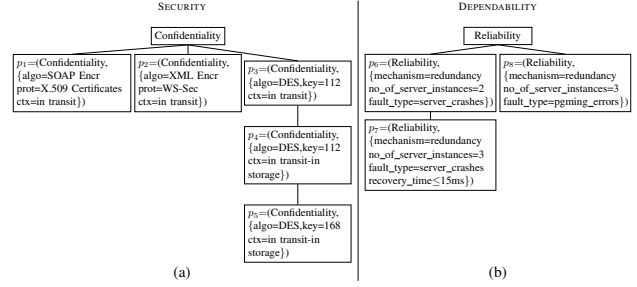 SECURITY
Confidentiality
p1=(Confidentiality,
{algo=SOAP Encr
prot=X.509 Certificates
ctx=in transit})
p2=(Confidentiality,
{algo=XML Encr
prot=WS-Sec
ctx=in transit})
p3=(Confidentiality,
{algo=DES,key=112
ctx=in transit})
p4=(Confidentiality,
{algo=DES,key=112
ctx=in transit-in
storage})
p5=(Confidentiality,
{algo=DES,key=168
ctx=in transit-in
storage})
(a)
DEPENDABILITY
Reliability
p6=(Reliability,
{mechanism=redundancy
no_of_server_instances=2
fault_type=server_crashes})
p8=(Reliability,
{mechanism=redundancy
no_of_server_instances=3
fault_type=pgming_errors})
p7=(Reliability,
{mechanism=redundancy
no_of_server_instances=3
fault_type=server_crashes
recovery_time≤15ms})
(b)